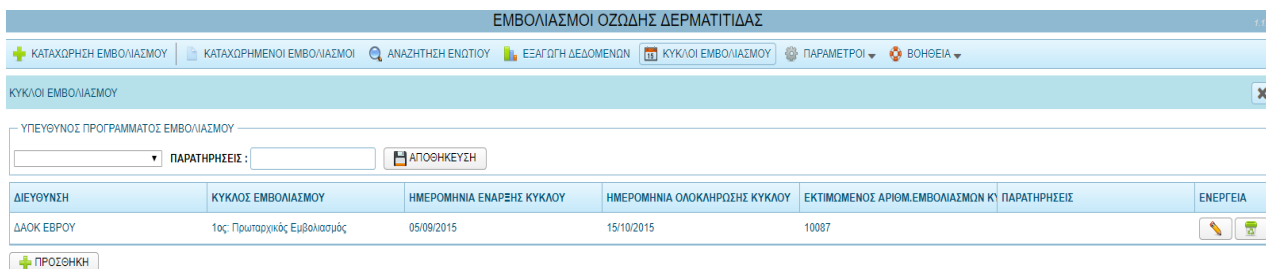 ΕΜΒΟΛΙΑΣΜΟΙ ΟΖΩΔΗΣ ΔΕΡΜΑΤΙΤΙΔΑΣ
ΚΑΤΑΧΩΡΗΣΗ ΕΜΒΟΛΙΑΣΜΟΥ ΚΑΤΑΧΩΡΗΜΕΝΟΙ ΕΜΒΟΛΙΑΣΜΟΙ ΑΝΑΖΗΤΗΣΗ ΕΝΩΤΙΟΥ ΕΞΑΓΩΓΗ ΔΕΔΟΜΕΝΩΝ ΚΥΚΛΟΙ ΕΜΒΟΛΙΑΣΜΟΥ ΠΑΡΑΜΕΤΡΟΙ ΒΟΗΘΕΙΑ
ΚΥΚΛΟΙ ΕΜΒΟΛΙΑΣΜΟΥ
ΥΠΕΥΘΥΝΟΣ ΠΡΟΓΡΑΜΜΑΤΟΣ ΕΜΒΟΛΙΑΣΜΟΥ
ΠΑΡΑΤΗΡΗΣΕΙΣ : ΑΠΟΘΗΚΕΥΣΗ
ΔΙΕΥΘΥΝΣΗ ΚΥΚΛΟΣ ΕΜΒΟΛΙΑΣΜΟΥ ΗΜΕΡΟΜΗΝΙΑ ΕΝΑΡΞΗΣ ΚΥΚΛΟΥ ΗΜΕΡΟΜΗΝΙΑ ΟΛΟΚΛΗΡΩΣΗΣ ΚΥΚΛΟΥ ΕΚΤΙΜΩΜΕΝΟΣ ΑΡΙΘΜ.ΕΜΒΟΛΙΑΣΜΩΝ ΠΑΡΑΤΗΡΗΣΕΙΣ ΕΝΕΡΓΕΙΑ
ΔΑΟΚ ΕΒΡΟΥ 1ος: Πρωταρχικός Εμβολιασμός 05/09/2015 15/10/2015 10087
ΠΡΟΣΘΗΚΗ